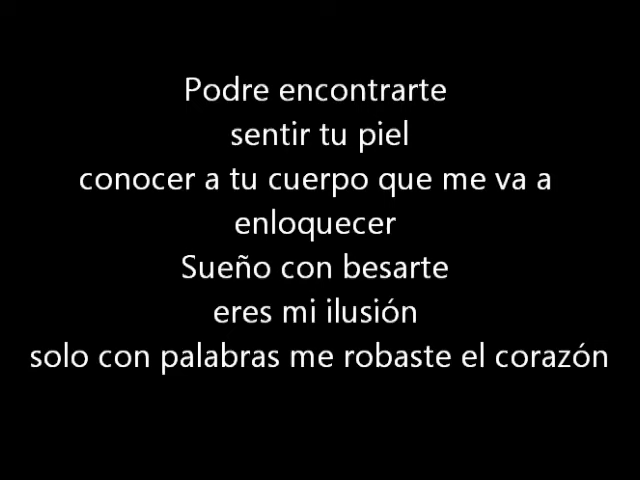 Podre encontrarte
sentir tu piel
conocer a tu cuerpo que me va a
enloquecer
Sueño con besarte
eres mi ilusión
solo con palabras me robaste el corazón